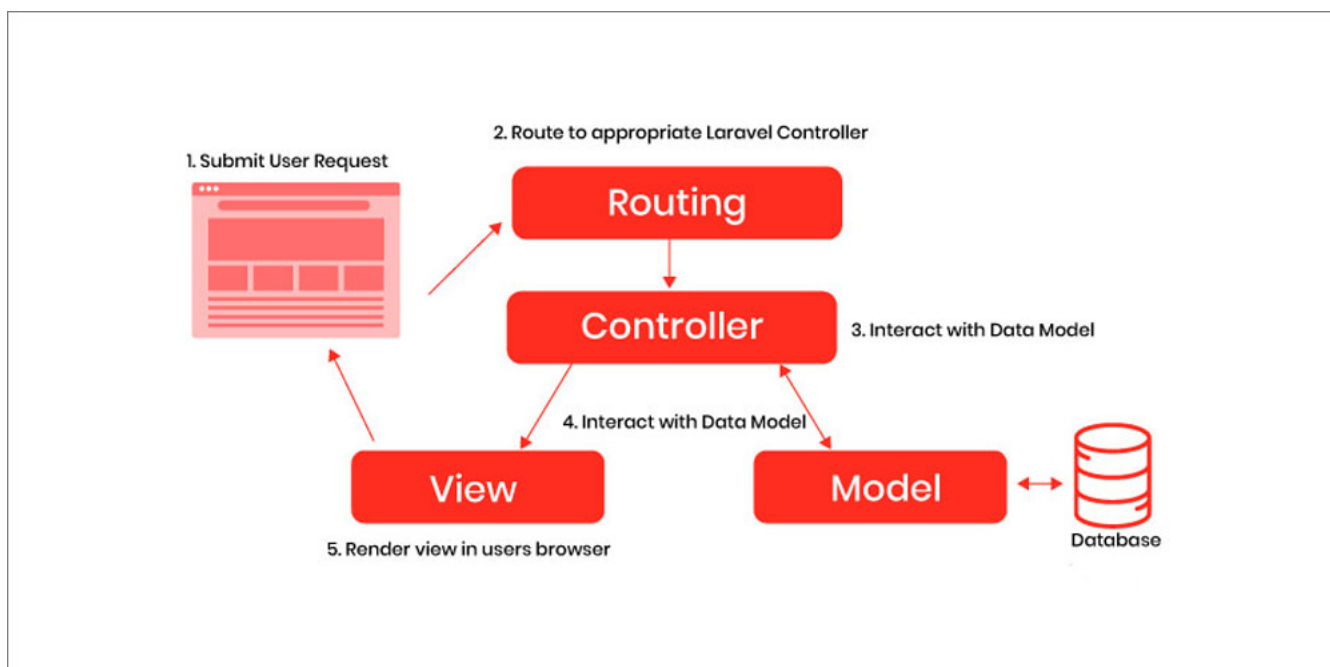 2. Route to appropriate Laravel Controller
1. Submit User Request
Routing
Controller
3. Interact with Data Model
4. Interact with Data Model
View
Model
5. Render view in users browser
Database